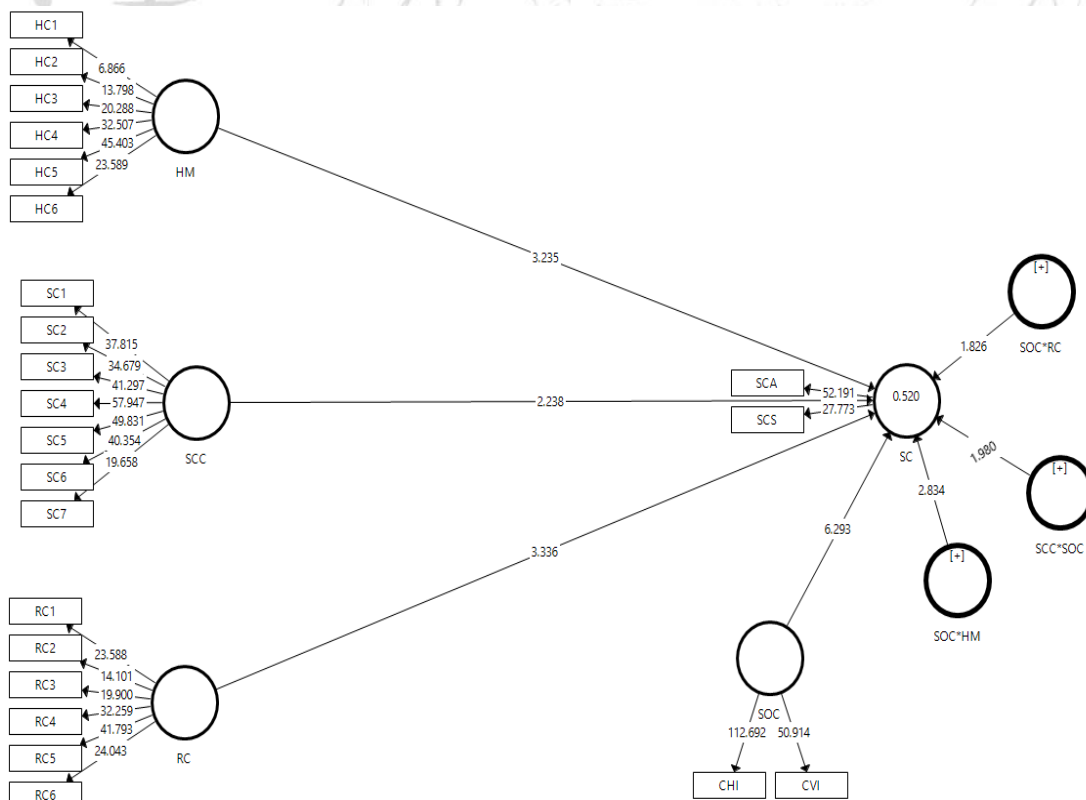 HC1
HC2
HC3
HC4
HC5
HC6
6.866
13.798
20.288
32.507
45.403
23.589
HM
3.235
SC1
SC2
SC3
SC4
SC5
SC6
SC7
37.815
34.679
41.297
57.947
49.831
40.354
19.658
SCC
2.238
RC1
RC2
RC3
RC4
RC5
RC6
23.588
14.101
19.900
32.259
41.793
24.043
RC
3.336
SCA
SCS
52.191
27.773
0.520
SC
[+]
SOC*RC
1.826
[+]
SCC*SOC
1.980
[+]
SOC*HM
2.834
6.293
SOC
112.692
50.914
CHI
CVI